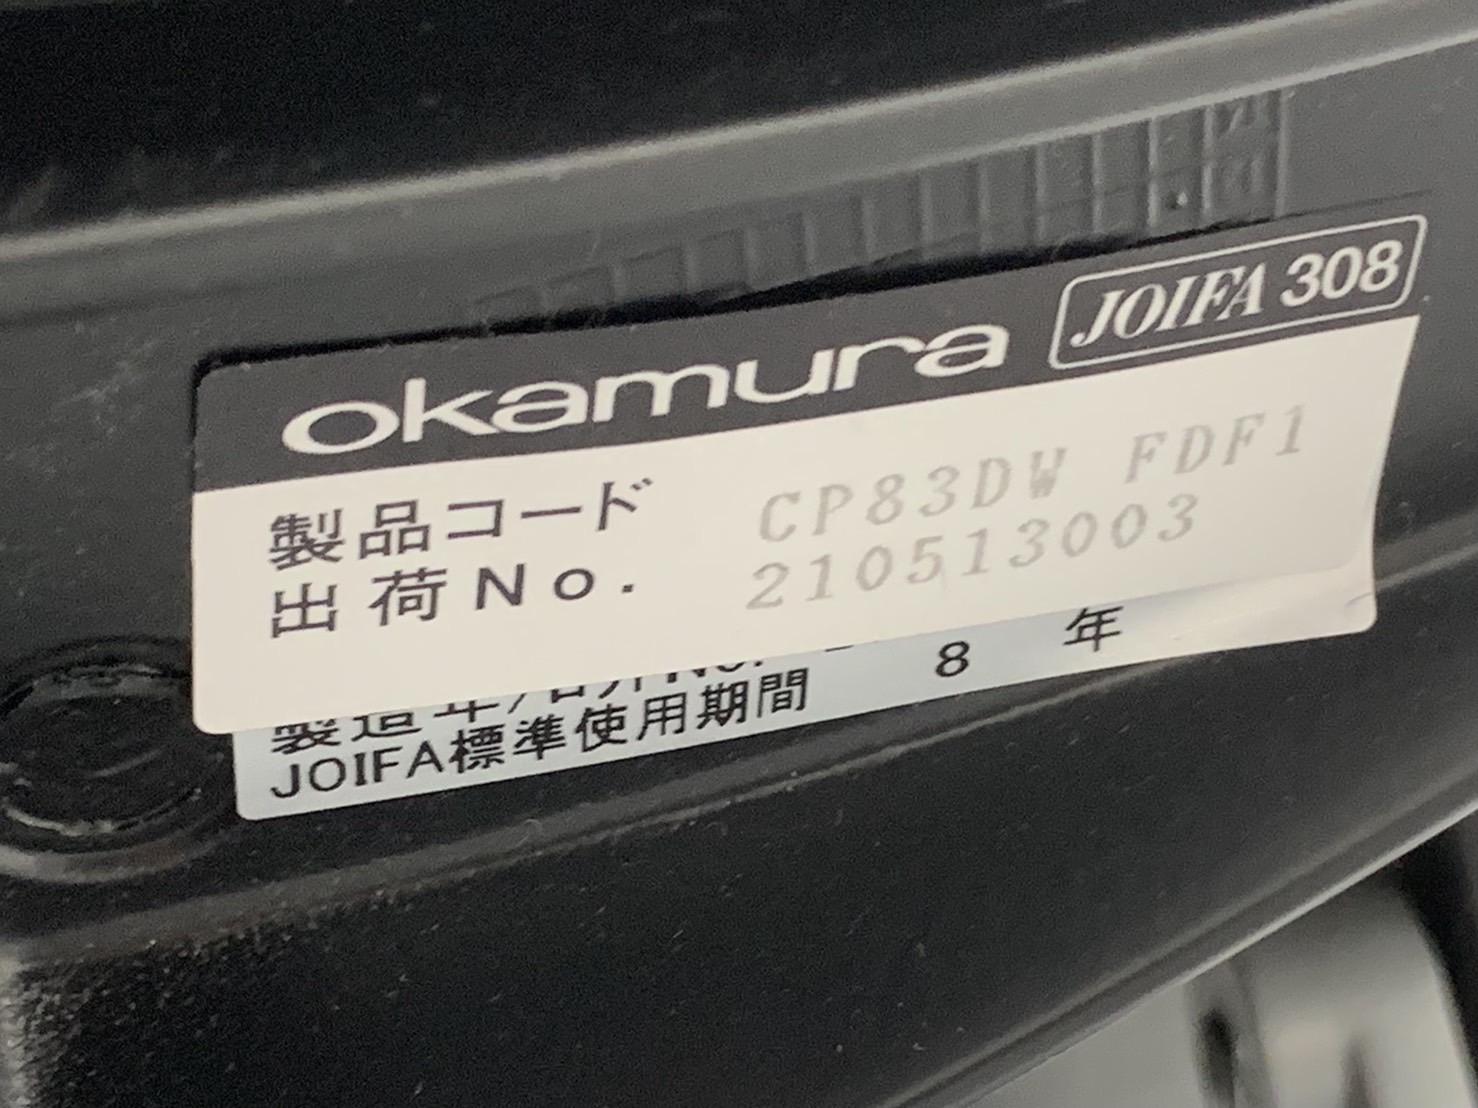 okamura JOIFA 308
製品コード CP83DW FDF1
出荷No. 210513003
JOIFA標準使用期間 8 年